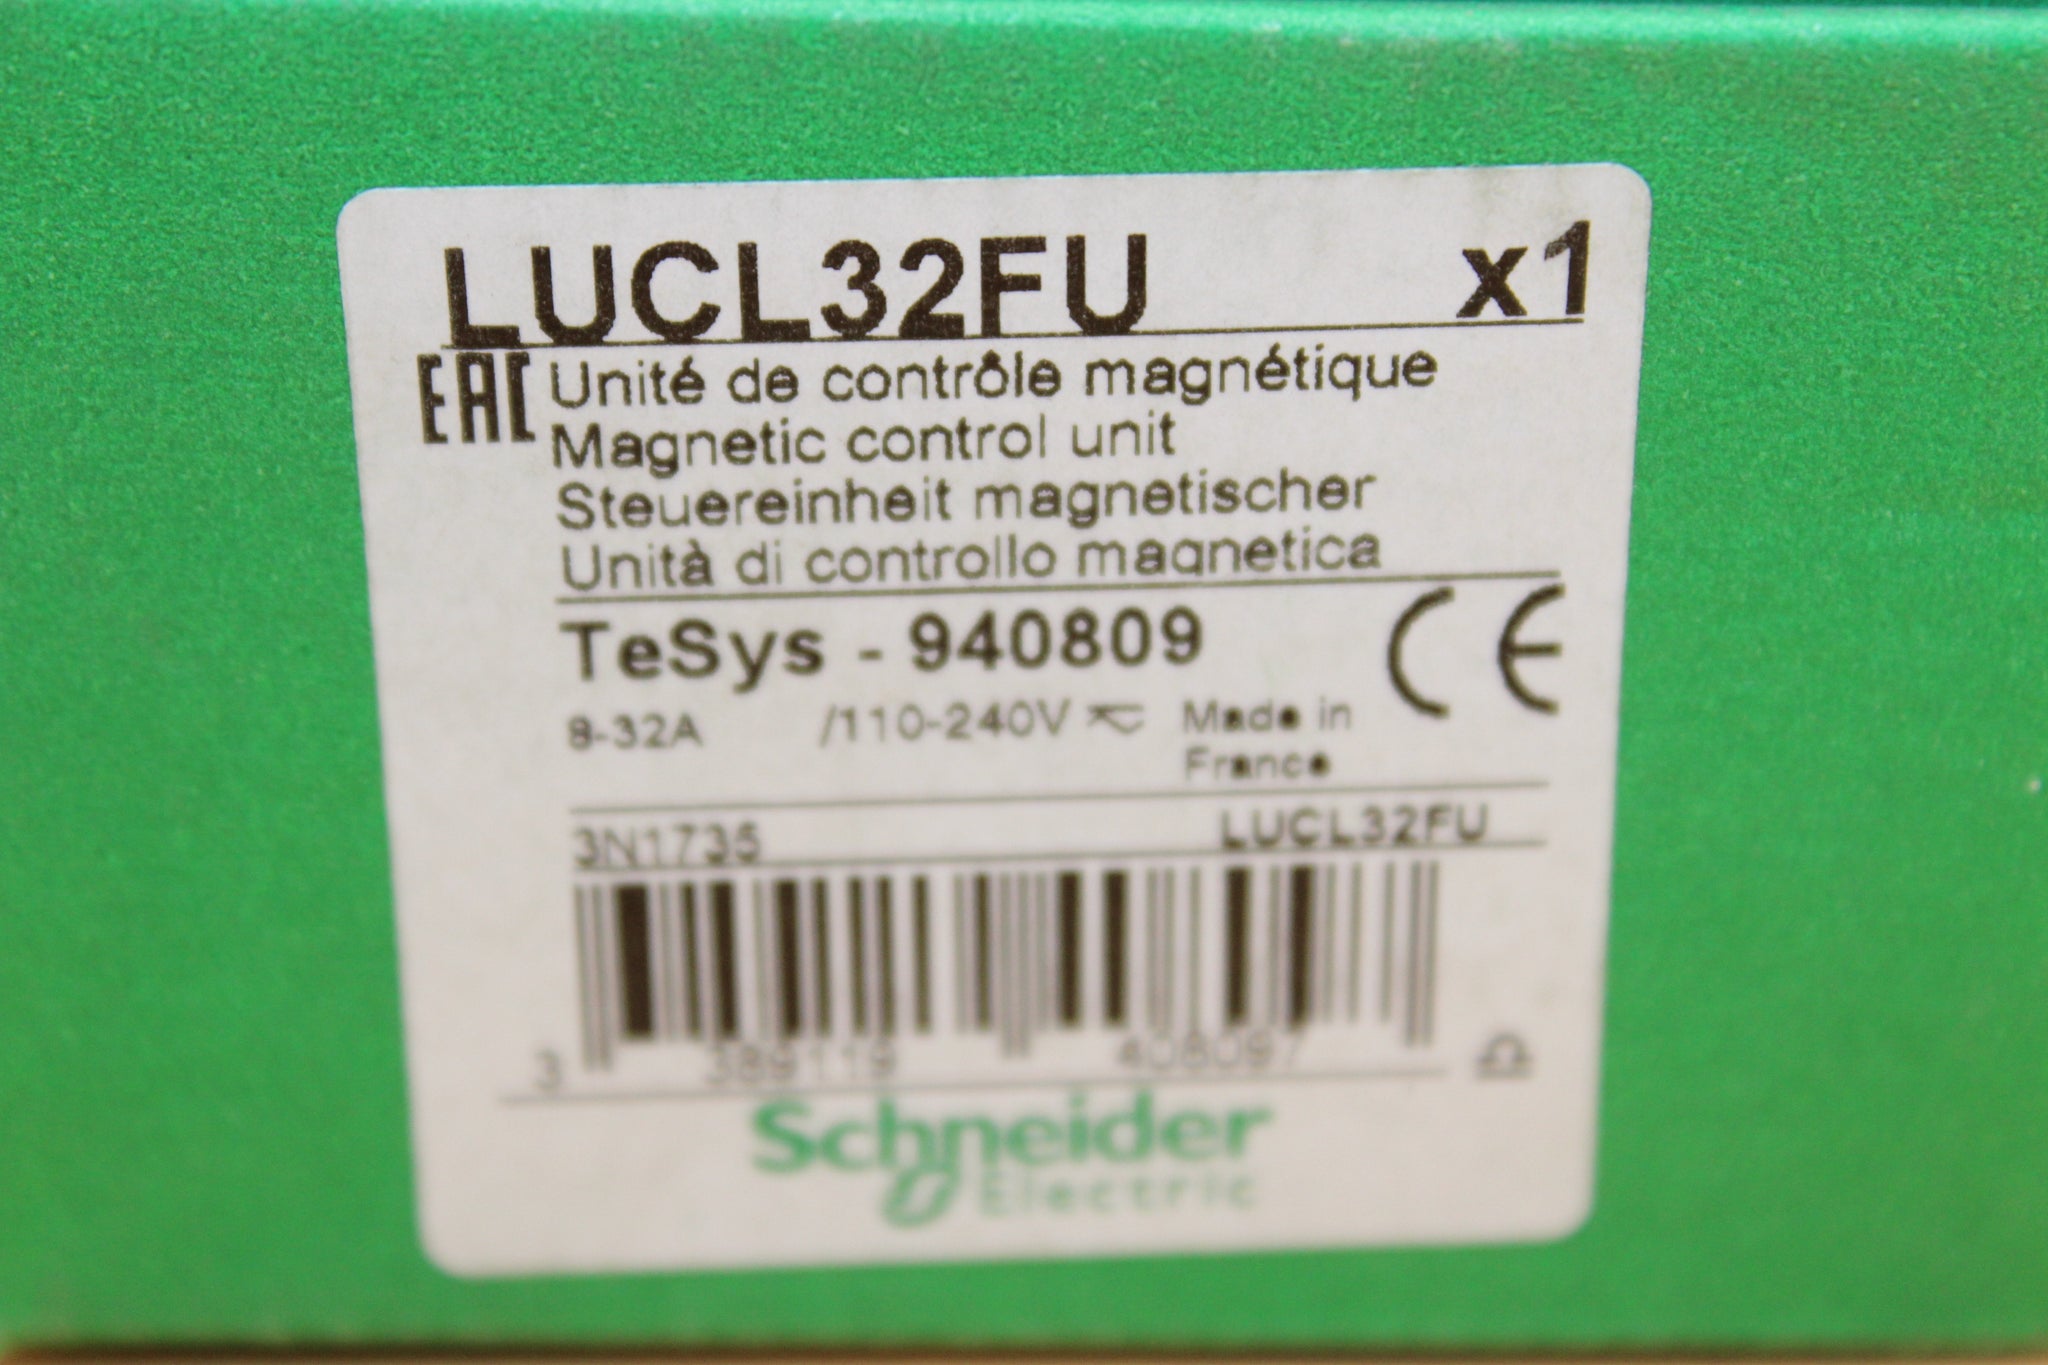 LUCL32FU x1
EAC Unité de contrôle magnétique
Magnetic control unit
Steuereinheit magnetischer
Unità di controllo magnetica
TeSys - 940809 CE
8-32A /110-240V Made in
France
3N1735 LUCL32FU
3 389119 408097
Schneider
Electric